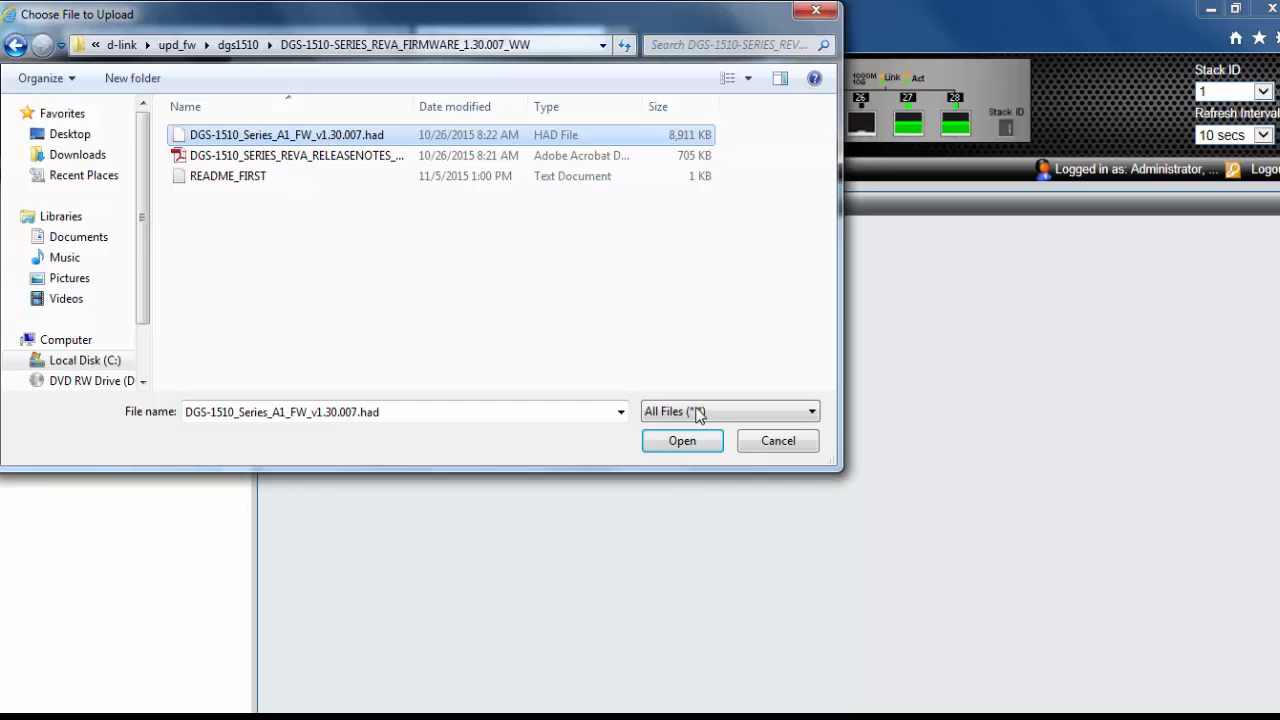 Choose File to Upload
« d-link upd_fw dgs1510 DGS-1510-SERIES_REVA_FIRMWARE_1.30.007_WW
Search DGS-1510-SERIES_REV...
Organize
New folder
Favorites
Desktop
Downloads
Recent Places
Libraries
Documents
Music
Pictures
Videos
Computer
Local Disk (C:)
DVD RW Drive (D
Name Date modified Type Size
DGS-1510_Series_A1_FW_v1.30.007.had 10/26/2015 8:22 AM HAD File 8,911 KB
DGS-1510_SERIES_REVA_RELEASENOTES_... 10/26/2015 8:21 AM Adobe Acrobat D... 705 KB
README_FIRST 11/5/2015 1:00 PM Text Document 1 KB
File name: DGS-1510_Series_A1_FW_v1.30.007.had
All Files (*.*)
Open
Cancel
1000M Link Act
10G
26 27 28
Stack ID
Stack ID
1
Refresh Interva
10 secs
Logged in as: Administrator, ...
Logo